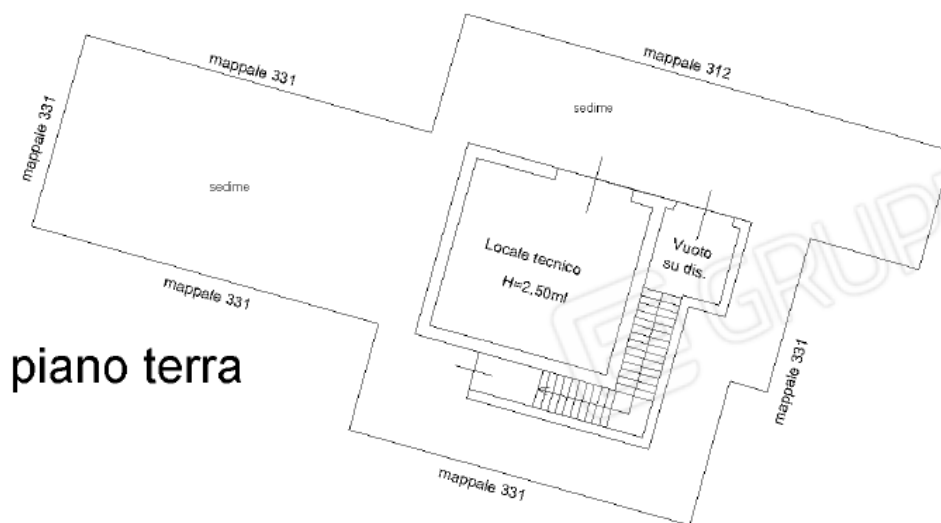 mappale 312
mappale 331
mappale 331
sedime
sedime
Locale tecnico
H=2,50ml
Vuoto
su dis.
mappale 331
piano terra
mappale 331
mappale 331